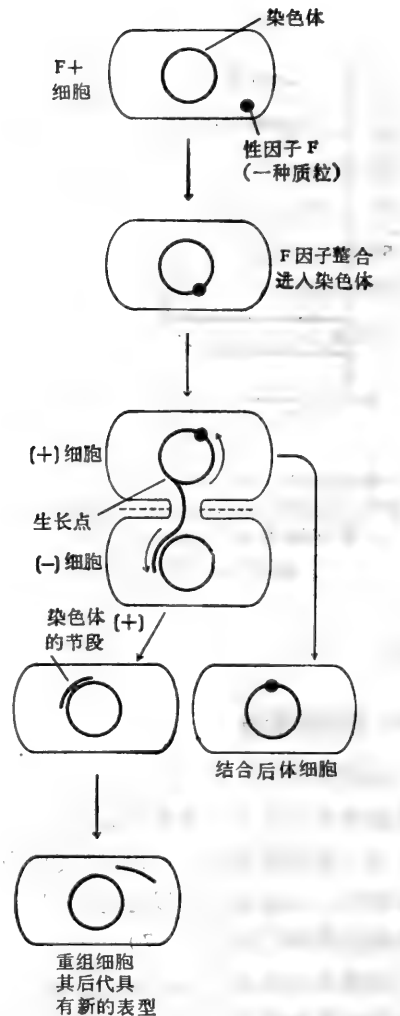 染色体
F+
细胞
性因子 F
(一种质粒)
F因子整合
进入染色体
(+)细胞
生长点
(-)细胞
染色体
的节段
(+)
结合后体细胞
重组细胞
其后代具
有新的表型